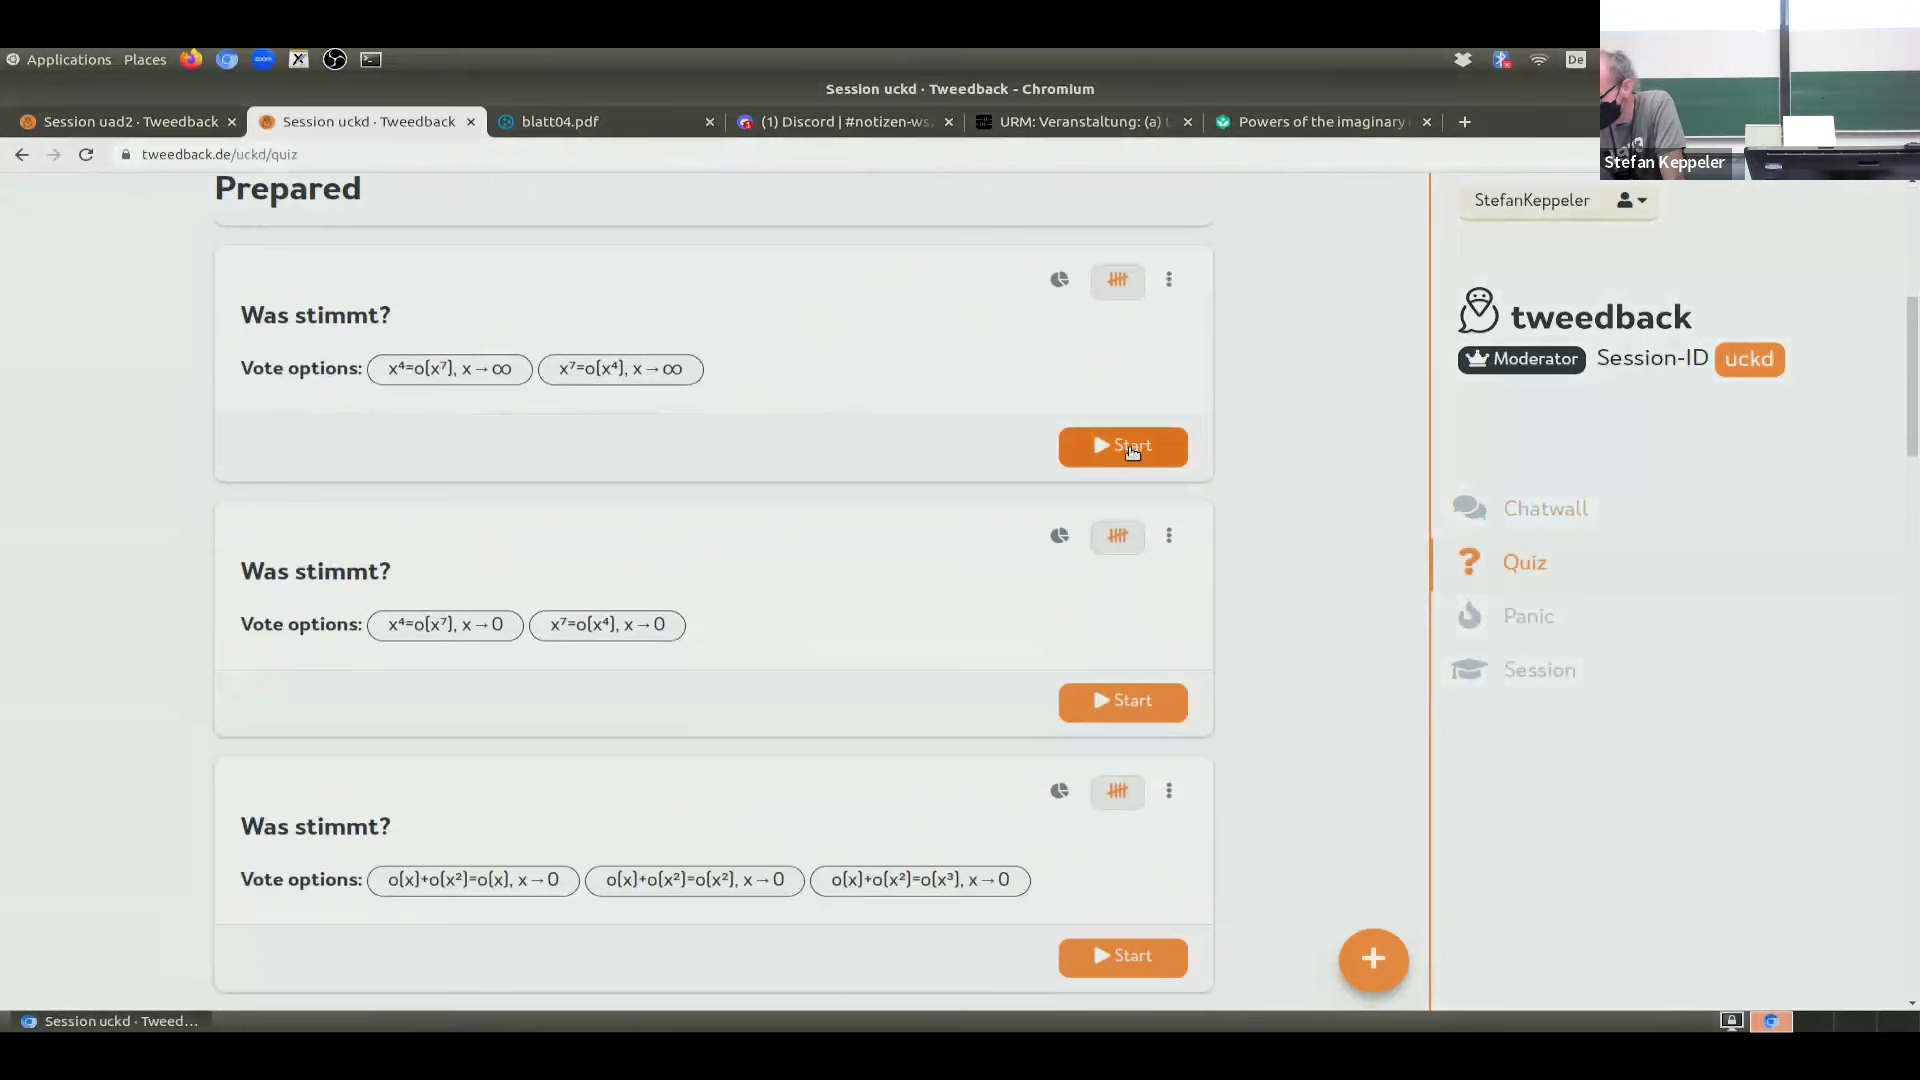 Applications Places
De
Session uckd · Tweedback - Chromium
Session uad2 · Tweedback
Session uckd · Tweedback
blatt04.pdf
(1) Discord | #notizen-ws
URM: Veranstaltung: (a)
Powers of the imaginary
tweedback.de/uckd/quiz
Stefan Keppeler
Prepared
Was stimmt?
Vote options: x⁴=o(x⁷), x→∞ x⁷=o(x⁴), x→∞
Start
Was stimmt?
Vote options: x⁴=o(x⁷), x→0 x⁷=o(x⁴), x→0
Start
Was stimmt?
Vote options: o(x)+o(x²)=o(x), x→0 o(x)+o(x²)=o(x²), x→0 o(x)+o(x²)=o(x³), x→0
Start
StefanKeppeler
tweedback
Moderator Session-ID uckd
Chatwall
Quiz
Panic
Session
Session uckd · Tweed...